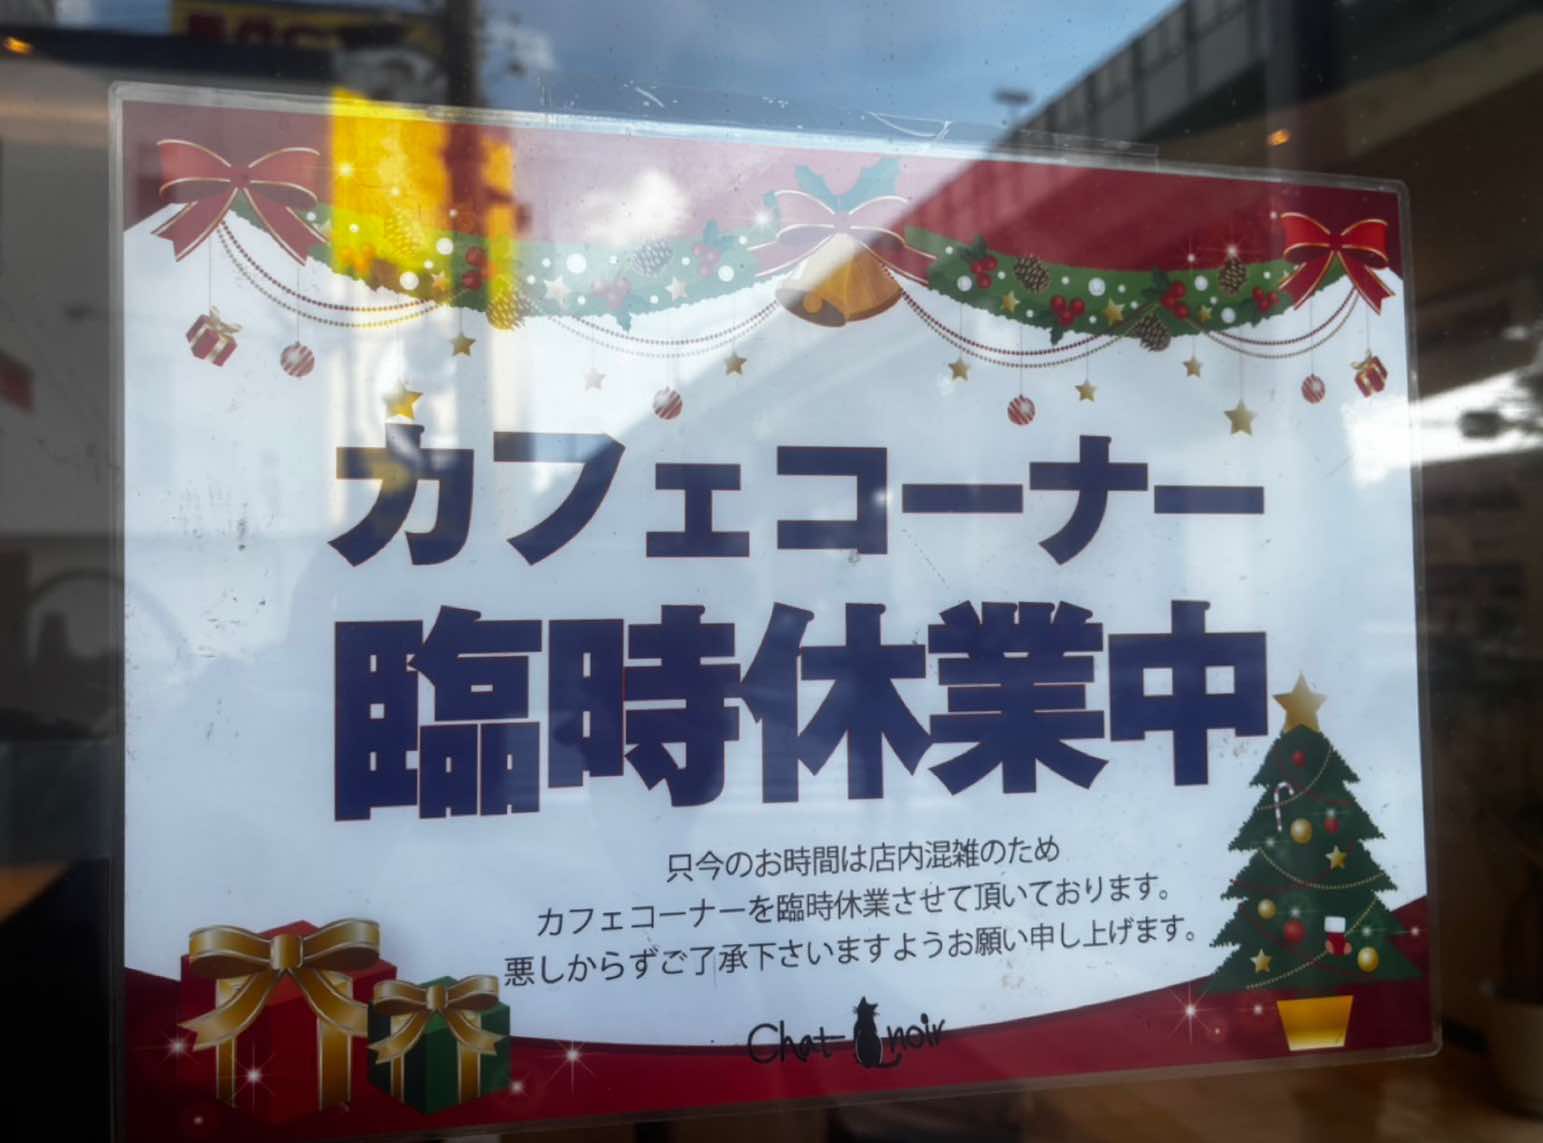 カフェコーナー
臨時休業中
只今のお時間は店内混雑のため
カフェコーナーを臨時休業させて頂いております。
悪しからずご了承下さいますようお願い申し上げます。
Chat noir